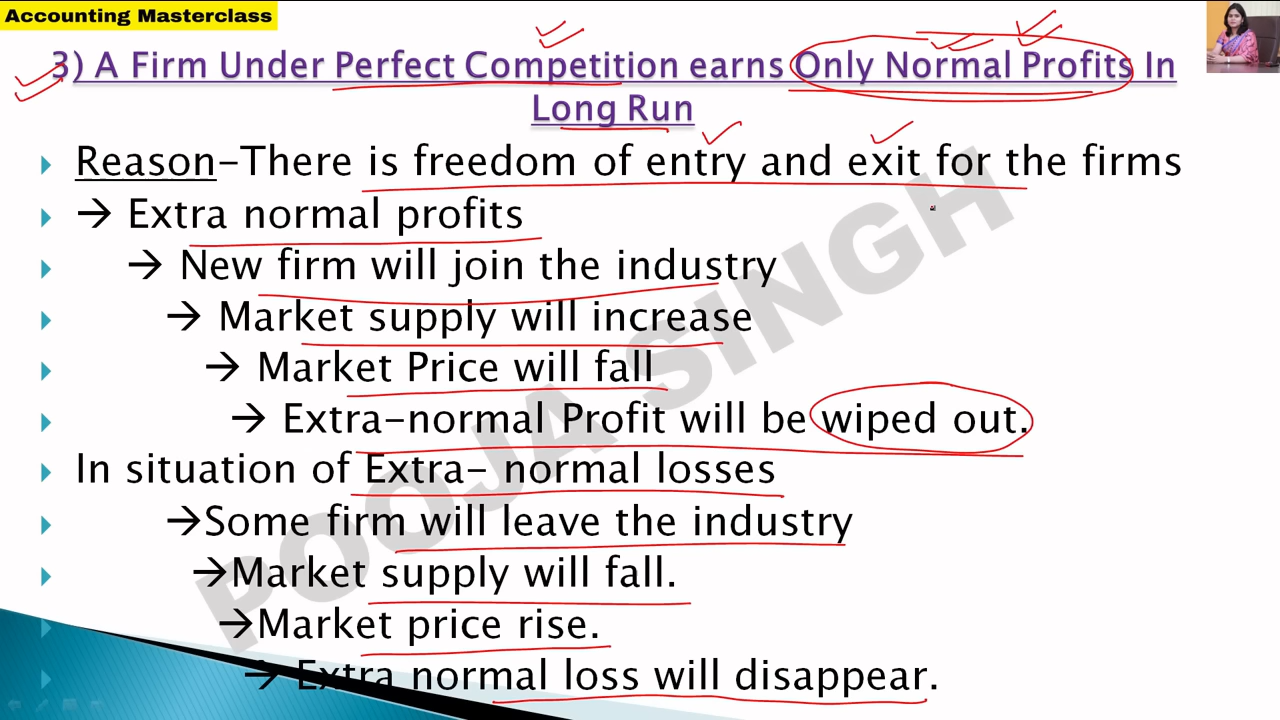 Accounting Masterclass
3) A Firm Under Perfect Competition earns Only Normal Profits In
Long Run
Reason-There is freedom of entry and exit for the firms
→ Extra normal profits
→ New firm will join the industry
→ Market supply will increase
→ Market Price will fall
→ Extra-normal Profit will be wiped out.
In situation of Extra- normal losses
→Some firm will leave the industry
→Market supply will fall.
→Market price rise.
→ Extra normal loss will disappear.
POOJA SINGH